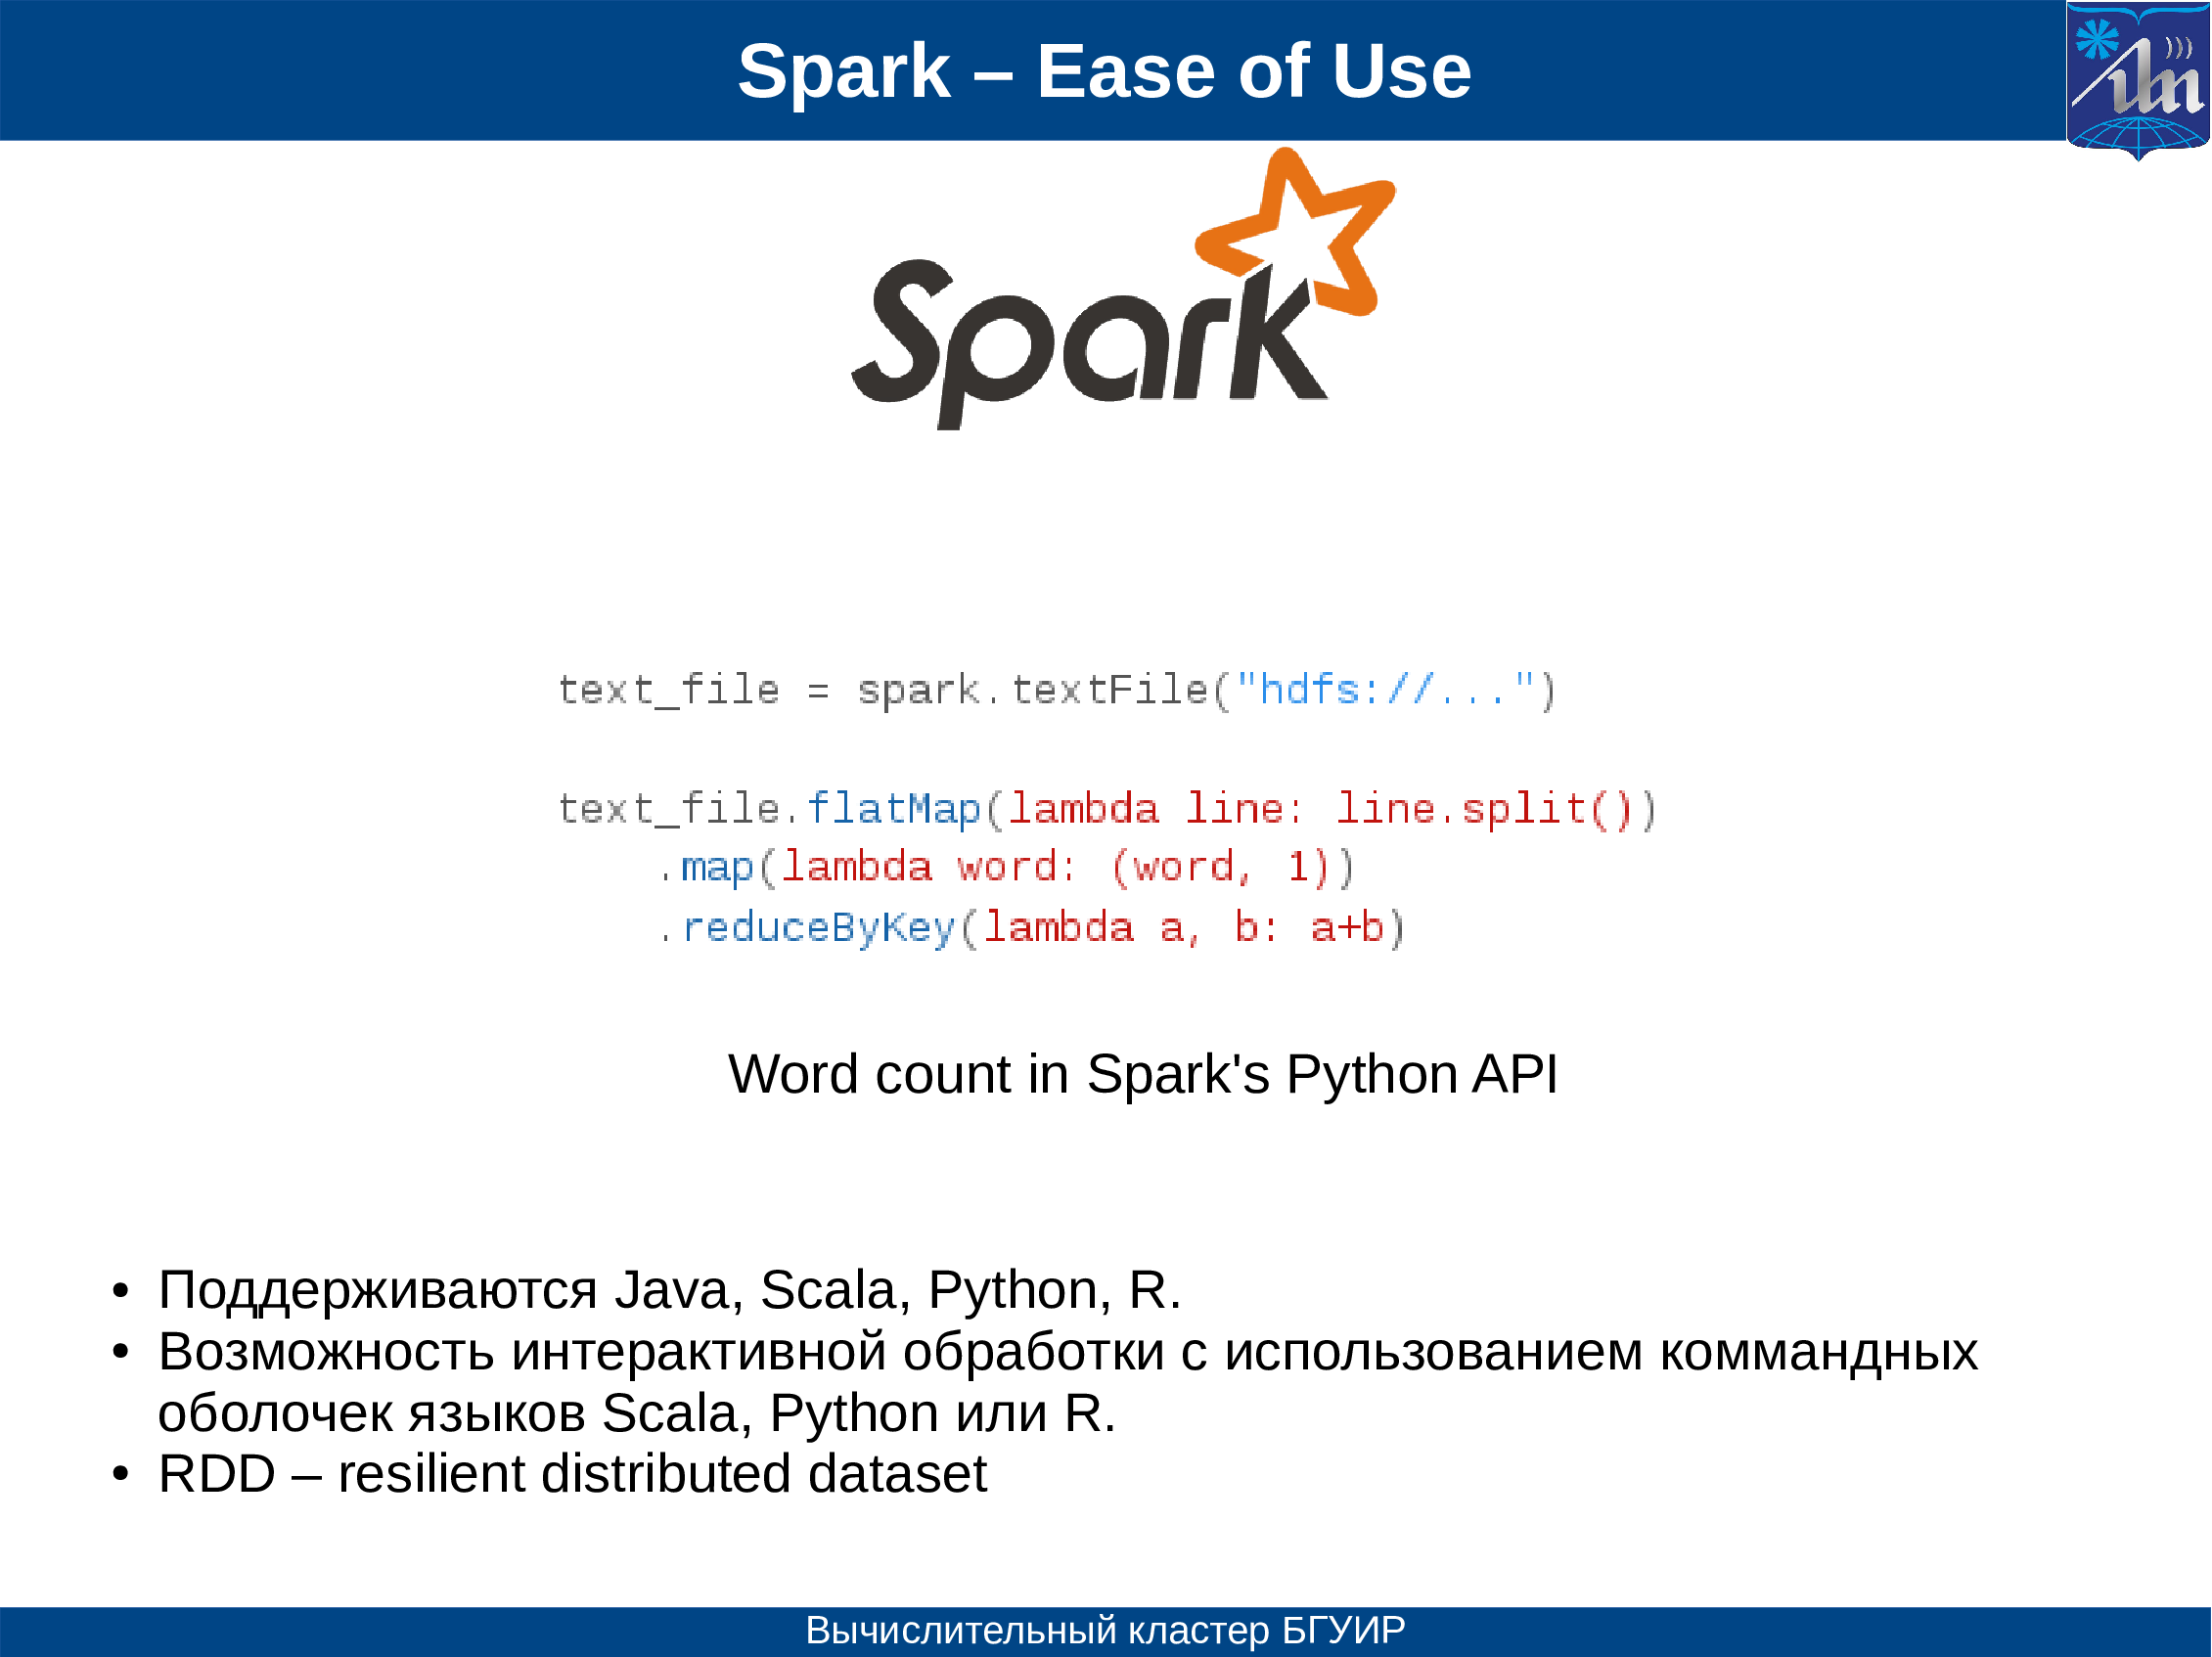 Spark – Ease of Use
Spark
text_file = spark.textFile("hdfs://...")
text_file.flatMap(lambda line: line.split())
    .map(lambda word: (word, 1))
    .reduceByKey(lambda a, b: a+b)
Word count in Spark's Python API
• Поддерживаются Java, Scala, Python, R.
• Возможность интерактивной обработки с использованием коммандных
оболочек языков Scala, Python или R.
• RDD – resilient distributed dataset
Вычислительный кластер БГУИР